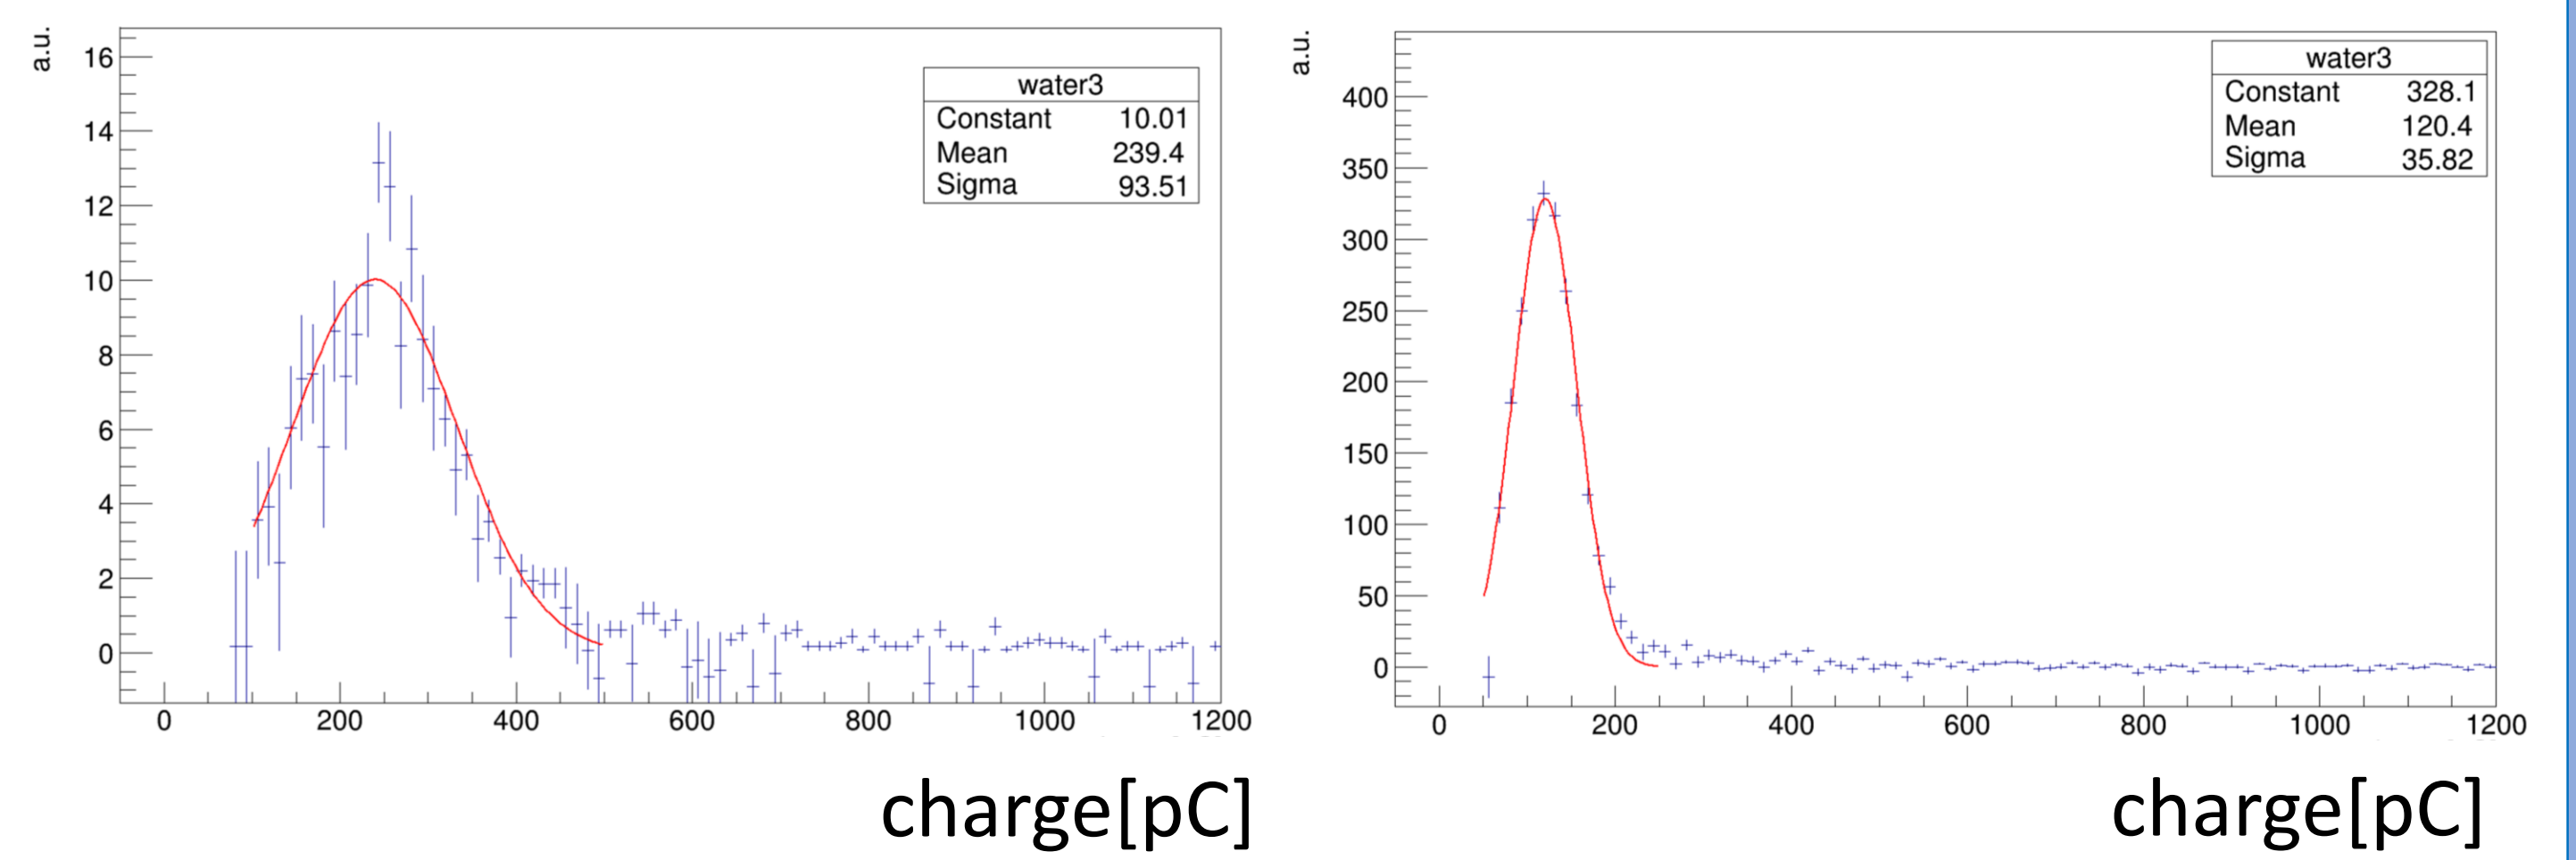 a.u.
16
14
12
10
8
6
4
2
0
water3
Constant 10.01
Mean 239.4
Sigma 93.51
0 200 400 600 800 1000 1200
charge[pC]
a.u.
400
350
300
250
200
150
100
50
0
water3
Constant 328.1
Mean 120.4
Sigma 35.82
0 200 400 600 800 1000 1200
charge[pC]